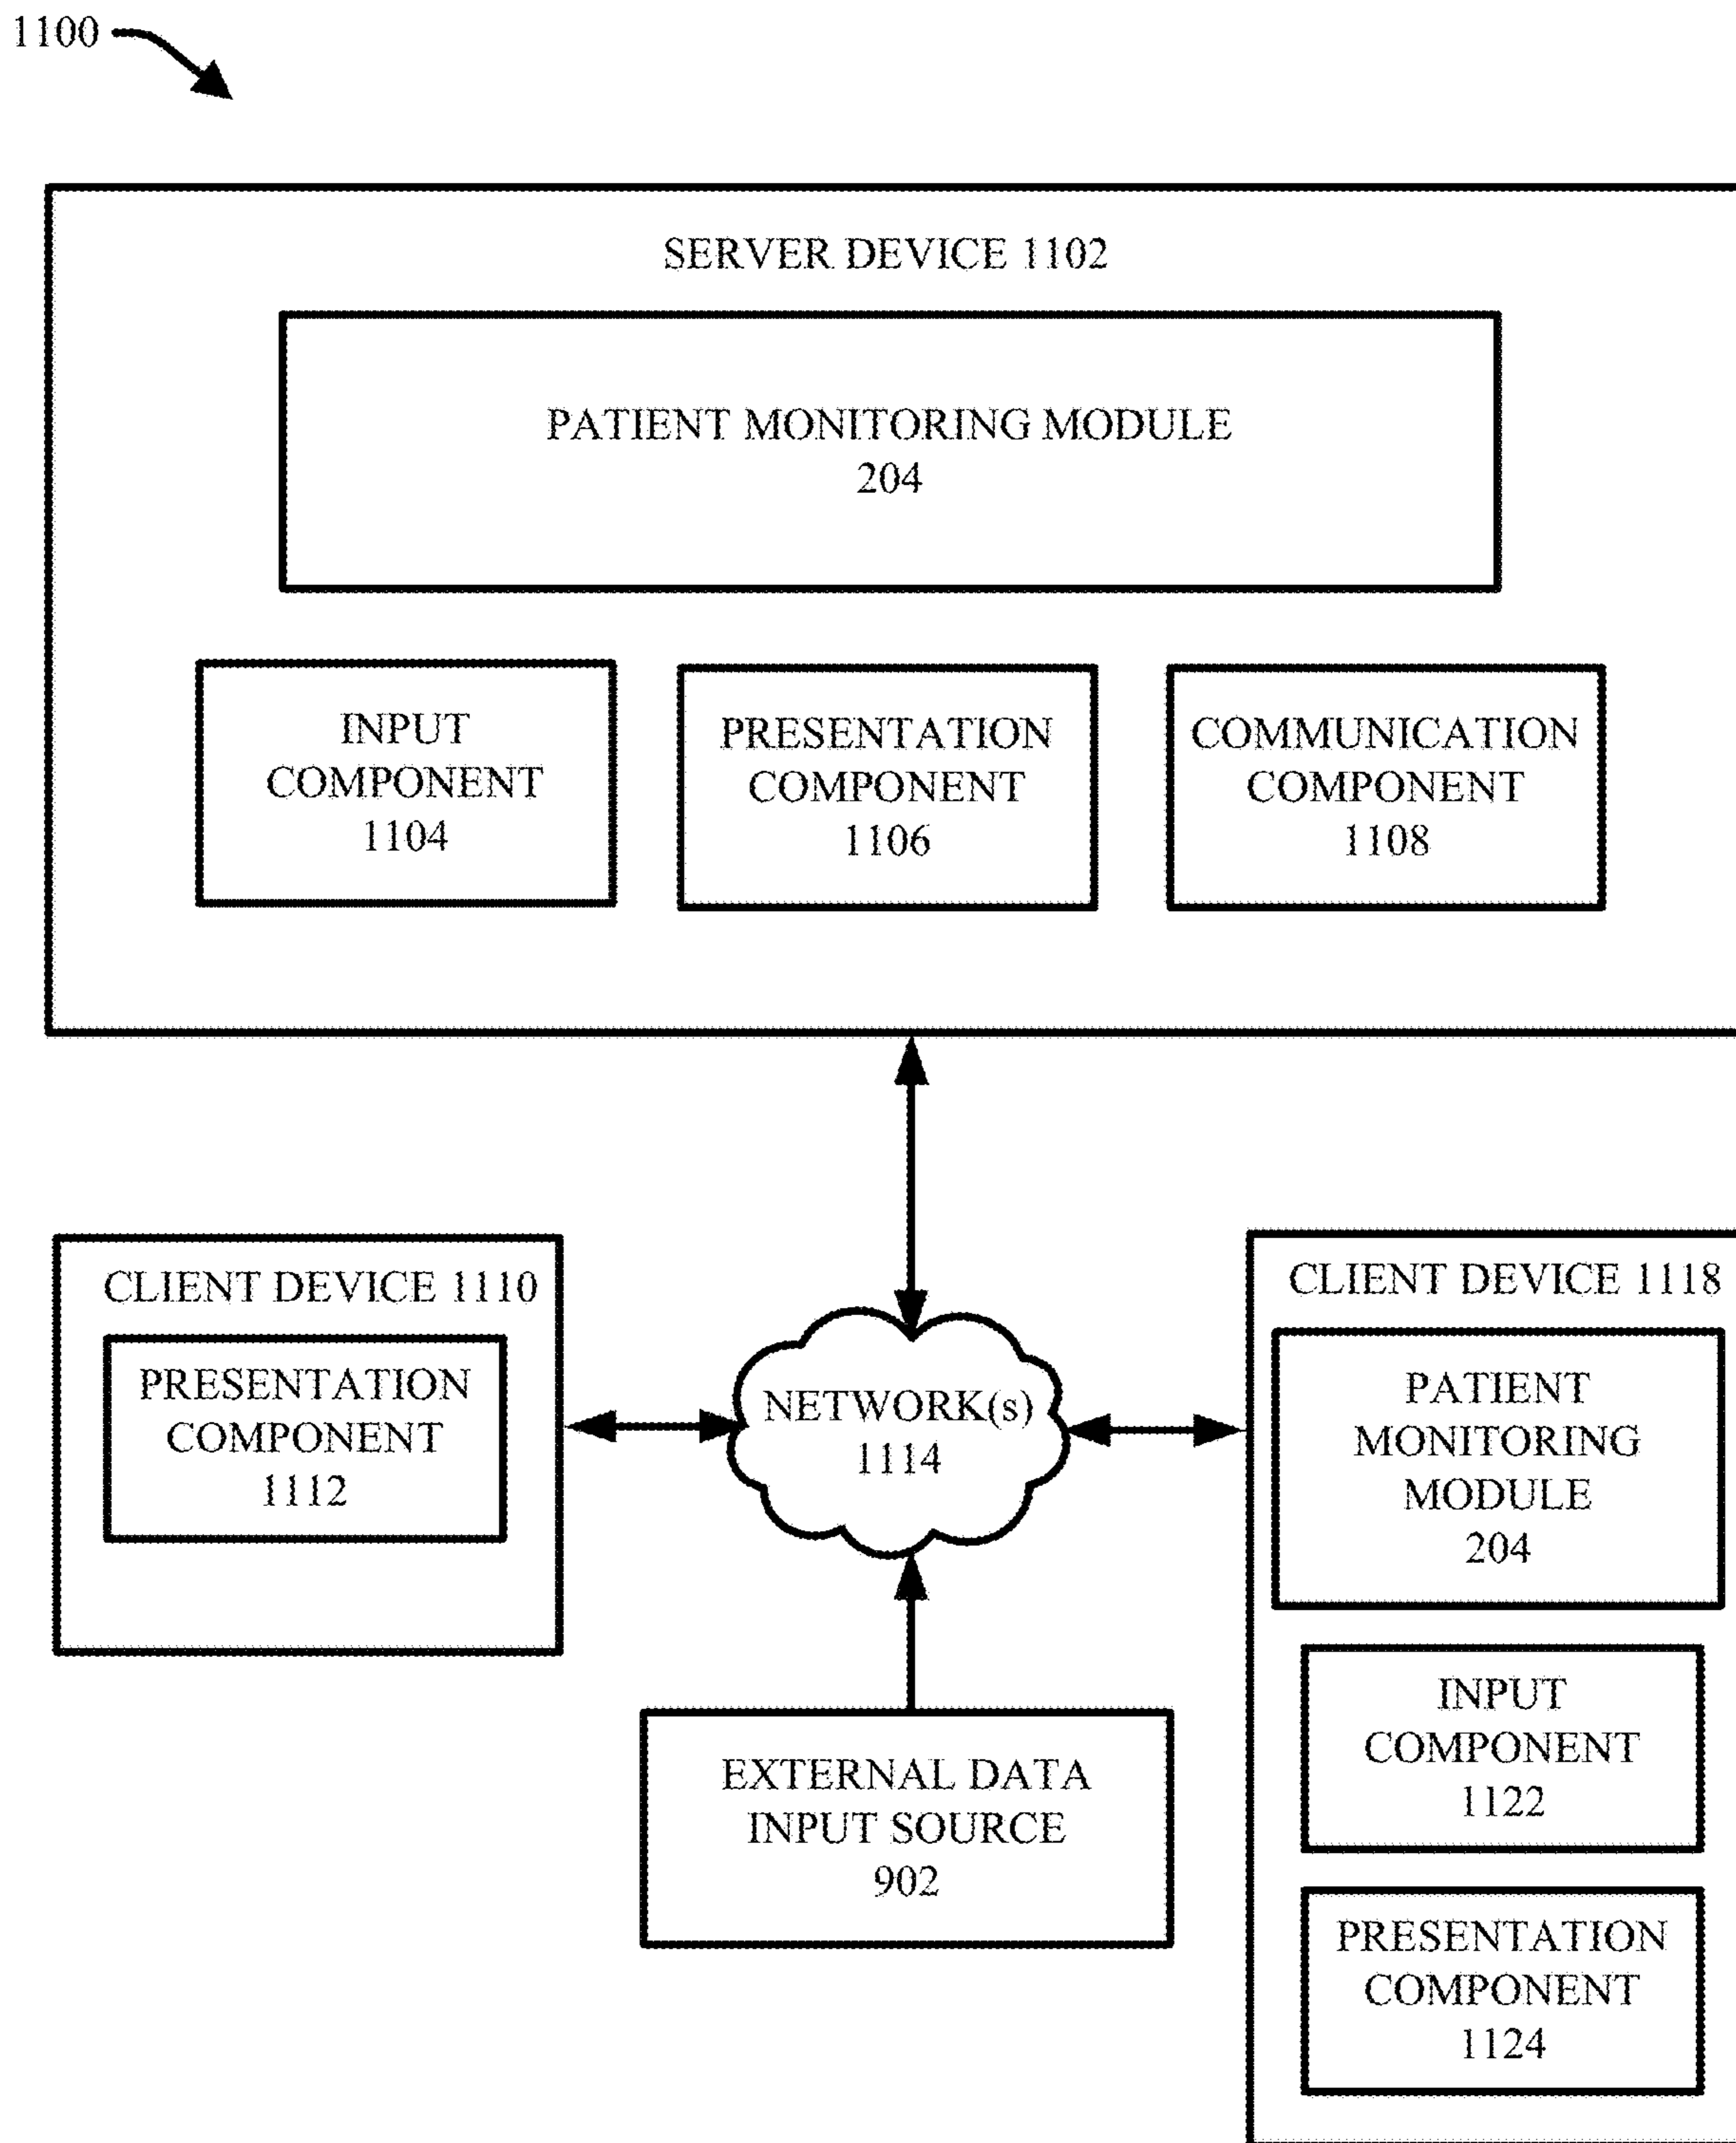 1100
SERVER DEVICE 1102
PATIENT MONITORING MODULE
204
INPUT
COMPONENT
1104
PRESENTATION
COMPONENT
1106
COMMUNICATION
COMPONENT
1108
CLIENT DEVICE 1110
PRESENTATION
COMPONENT
1112
NETWORK(s)
1114
CLIENT DEVICE 1118
PATIENT
MONITORING
MODULE
204
INPUT
COMPONENT
1122
PRESENTATION
COMPONENT
1124
EXTERNAL DATA
INPUT SOURCE
902